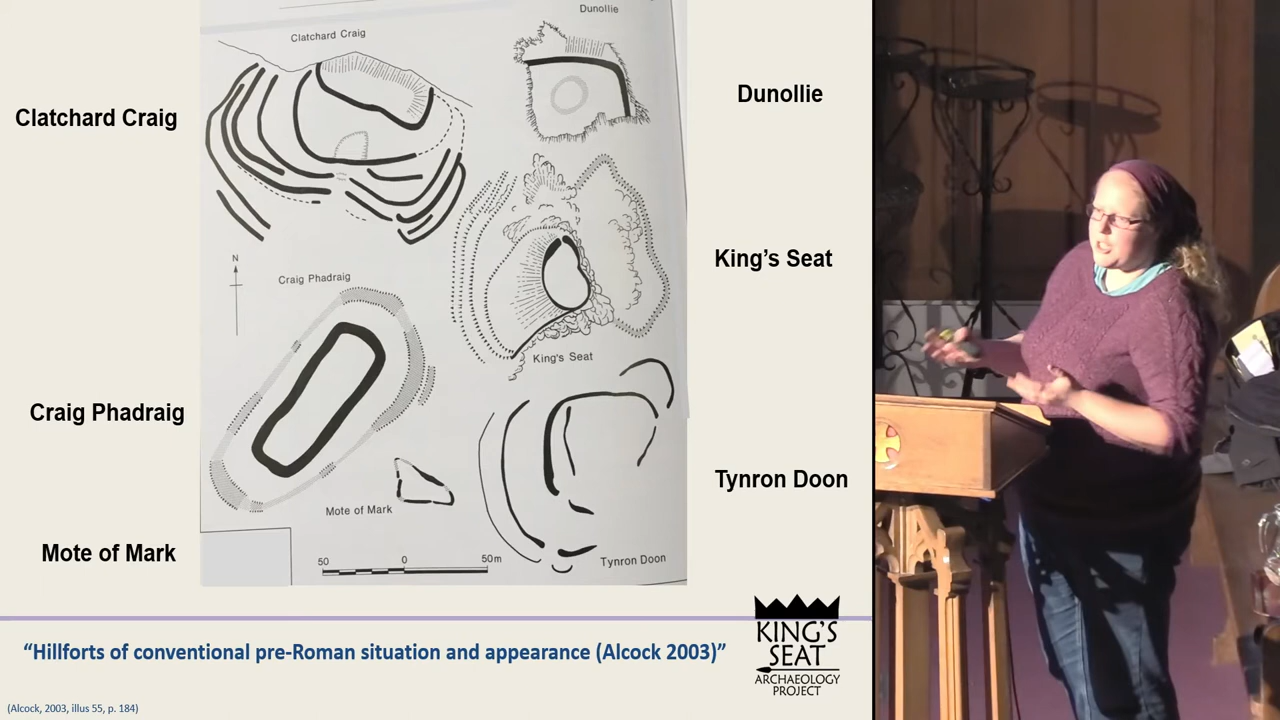 Clatchard Craig
Dunollie
Clatchard Craig
Dunollie
King's Seat
N
Craig Phadraig
King's Seat
Craig Phadraig
Tynron Doon
Mote of Mark
Mote of Mark
50 0 50m
Tynron Doon
“Hillforts of conventional pre-Roman situation and appearance (Alcock 2003)”
KING'S
SEAT
ARCHAEOLOGY
PROJECT
(Alcock, 2003, illus 55, p. 184)